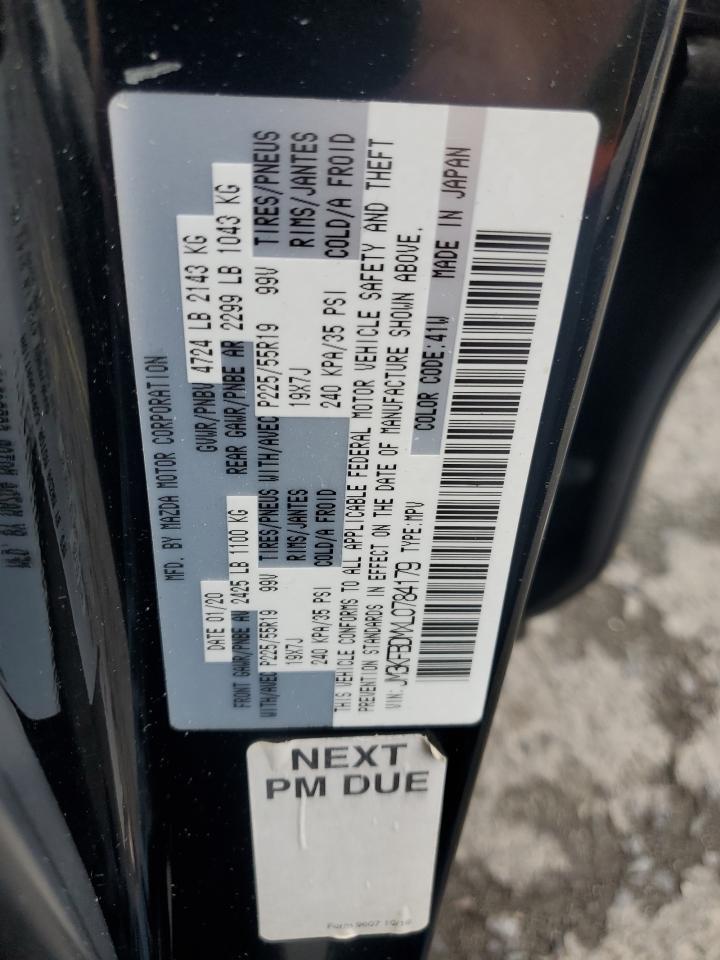 MFD. BY MAZDA MOTOR CORPORATION
DATE 01/20 GVWR/PNBV 4724 LB 2143 KG
FRONT GAWR/PNBE AV 2425 LB 1100 KG REAR GAWR/PNBE AR 2299 LB 1043 KG
WITH/AVEC P225/55R19 99V TIRES/PNEUS WITH/AVEC P225/55R19 99V TIRES/PNEUS
19X7J RIMS/JANTES 19X7J RIMS/JANTES
240 KPA/35 PSI COLD/A FROID 240 KPA/35 PSI COLD/A FROID
THIS VEHICLE CONFORMS TO ALL APPLICABLE FEDERAL MOTOR VEHICLE SAFETY AND THEFT
PREVENTION STANDARDS IN EFFECT ON THE DATE OF MANUFACTURE SHOWN ABOVE.
VIN: JM3KFBDMXL0784179 TYPE:MPV COLOR CODE:41W MADE IN JAPAN
NEXT
PM DUE